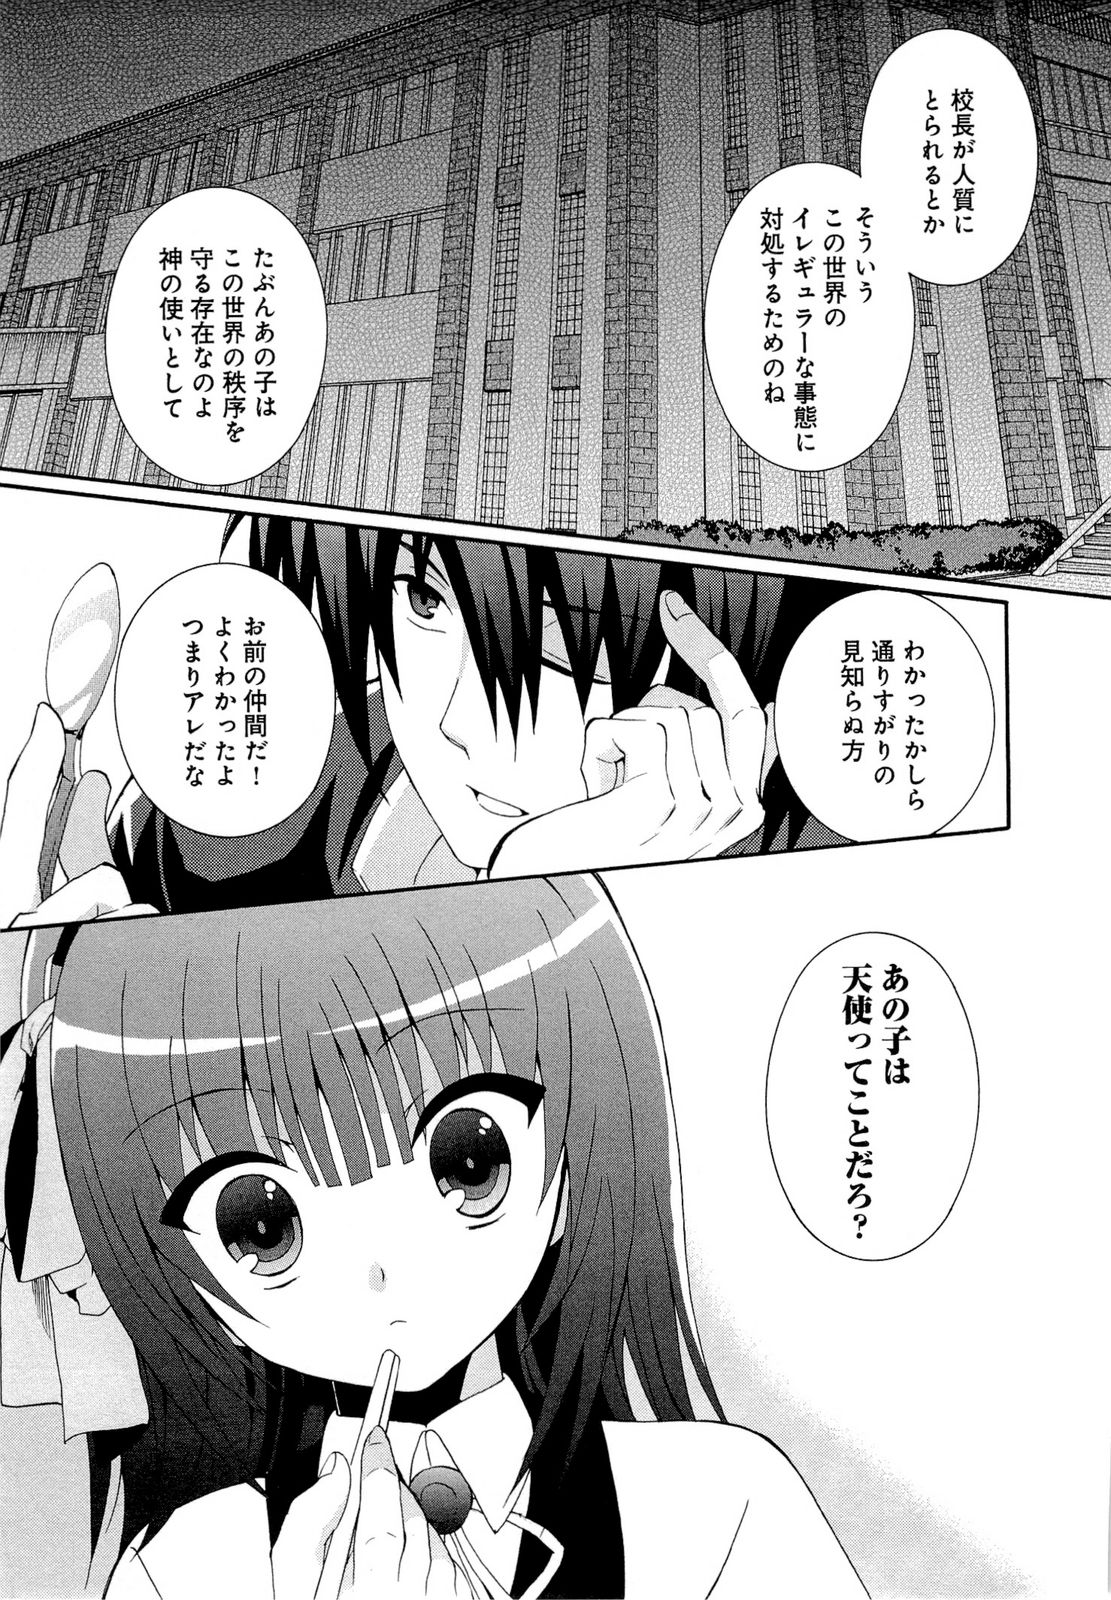 校長が人質に
とられるとか
そういう
この世界の
イレギュラーな事態に
対処するためのね
たぶんあの子は
この世界の秩序を
守る存在なのよ
神の使いとして
わかったかしら
通りすがりの
見知らぬ方
お前の仲間だ!
よくわかったよ
つまりアレだな
あの子は
天使ってことだろ?